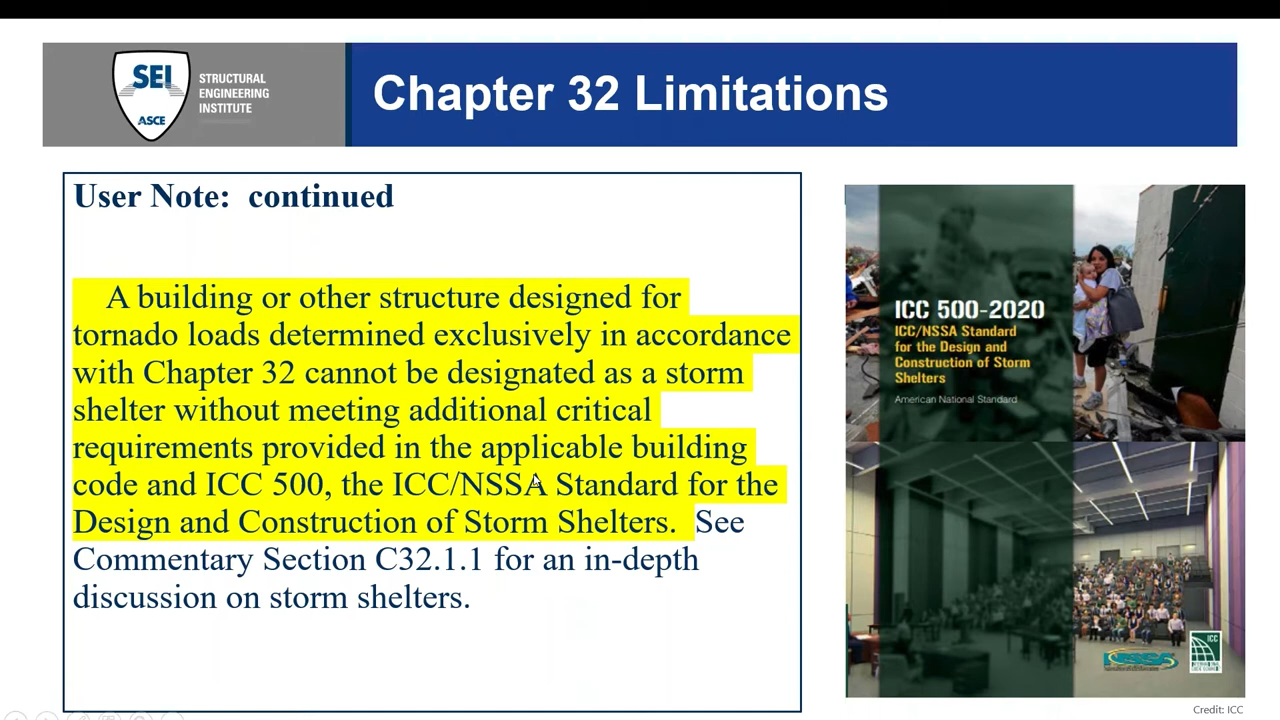 SEI
ASCE
STRUCTURAL
ENGINEERING
INSTITUTE
Chapter 32 Limitations
User Note: continued
A building or other structure designed for
tornado loads determined exclusively in accordance
with Chapter 32 cannot be designated as a storm
shelter without meeting additional critical
requirements provided in the applicable building
code and ICC 500, the ICC/NSSA Standard for the
Design and Construction of Storm Shelters. See
Commentary Section C32.1.1 for an in-depth
discussion on storm shelters.
ICC 500-2020
ICC/NSSA Standard
for the Design and
Construction of Storm
Shelters
American National Standard
NSSA
ICC
Credit: ICC